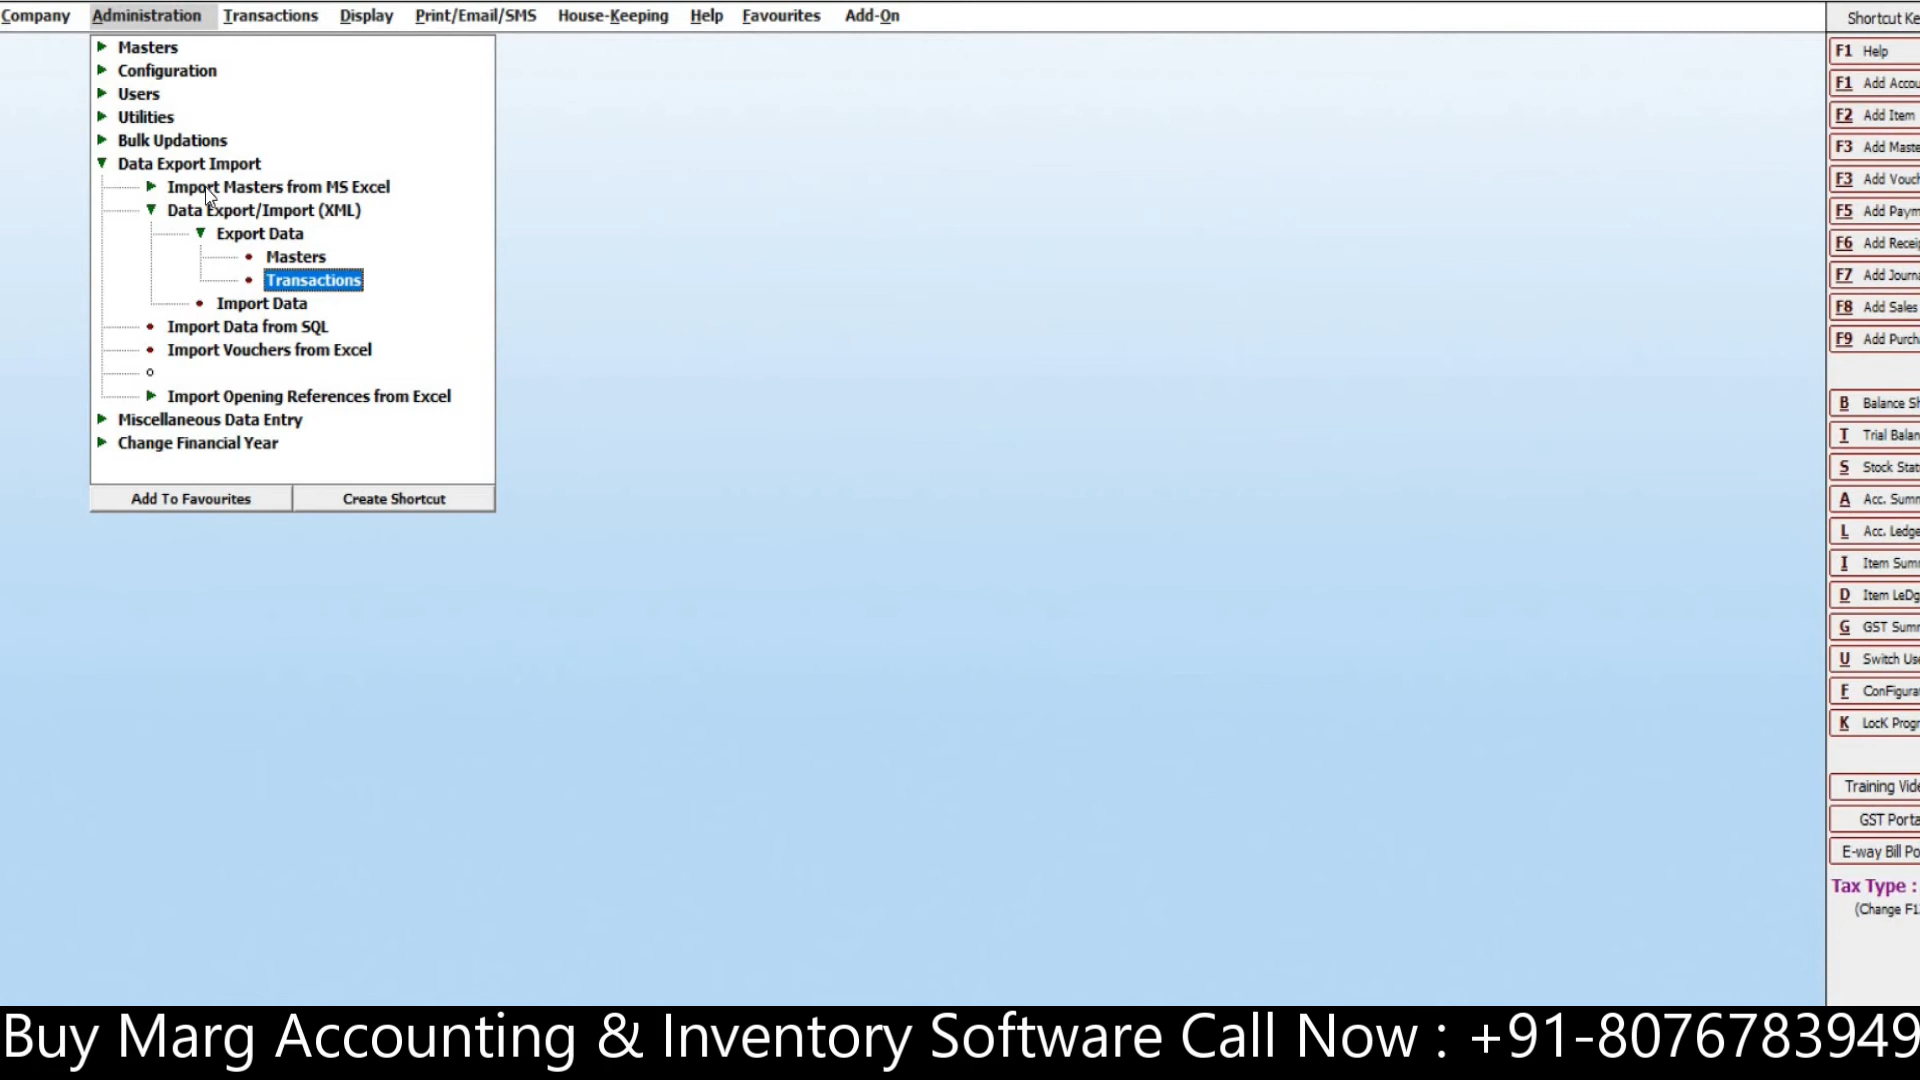 Company Administration Transactions Display Print/Email/SMS House-Keeping Help Favourites Add-On
Masters
Configuration
Users
Utilities
Bulk Updations
Data Export Import
Import Masters from MS Excel
Data Export/Import (XML)
Export Data
Masters
Transactions
Import Data
Import Data from SQL
Import Vouchers from Excel
Import Opening References from Excel
Miscellaneous Data Entry
Change Financial Year
Add To Favourites Create Shortcut
Shortcut Ke
F1 Help
F1 Add Accou
F2 Add Item
F3 Add Maste
F3 Add Vouch
F5 Add Paym
F6 Add Recei
F7 Add Journa
F8 Add Sales
F9 Add Purch
B Balance Sh
T Trial Balan
S Stock Stat
A Acc. Summ
L Acc. Ledge
I Item Summ
D Item LeDg
G GST Summ
U Switch Use
F ConFigura
K LocK Progr
Training Vide
GST Porta
E-way Bill Po
Tax Type :
(Change F1
Buy Marg Accounting & Inventory Software Call Now : +91-8076783949